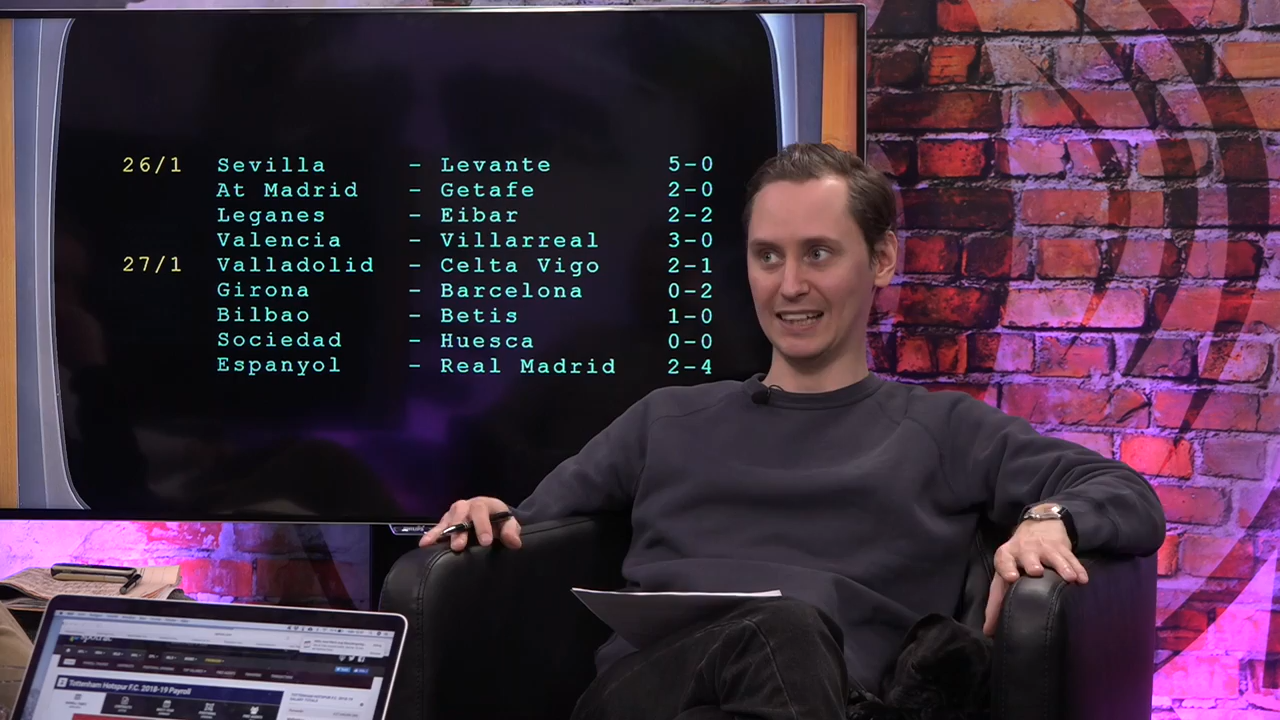 26/1 Sevilla - Levante 5-0
At Madrid - Getafe 2-0
Leganes - Eibar 2-2
Valencia - Villarreal 3-0
27/1 Valladolid - Celta Vigo 2-1
Girona - Barcelona 0-2
Bilbao - Betis 1-0
Sociedad - Huesca 0-0
Espanyol - Real Madrid 2-4
Tottenham Hotspur F.C. 2018-19 Payroll